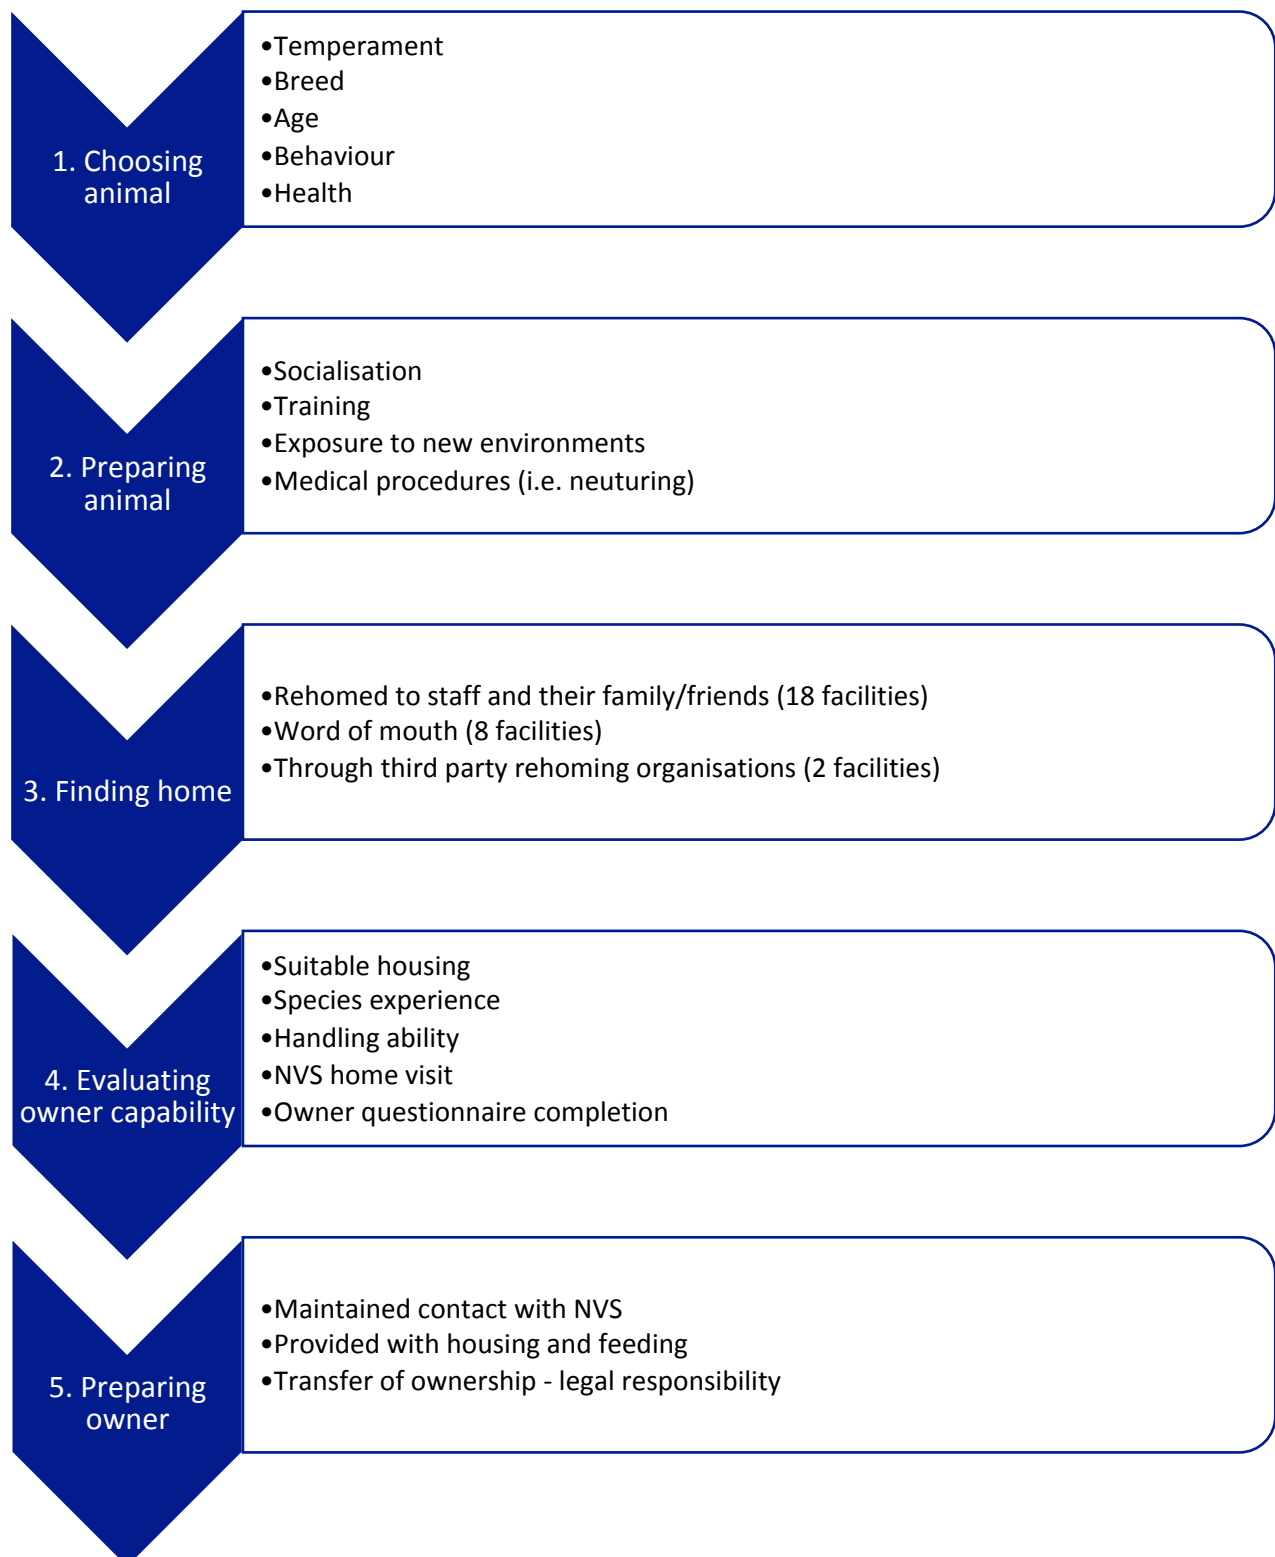 1. Choosing
animal
•Temperament
•Breed
•Age
•Behaviour
•Health
2. Preparing
animal
•Socialisation
•Training
•Exposure to new environments
•Medical procedures (i.e. neuturing)
3. Finding home
•Rehomed to staff and their family/friends (18 facilities)
•Word of mouth (8 facilities)
•Through third party rehoming organisations (2 facilities)
4. Evaluating
owner capability
•Suitable housing
•Species experience
•Handling ability
•NVS home visit
•Owner questionnaire completion
5. Preparing
owner
•Maintained contact with NVS
•Provided with housing and feeding
•Transfer of ownership - legal responsibility